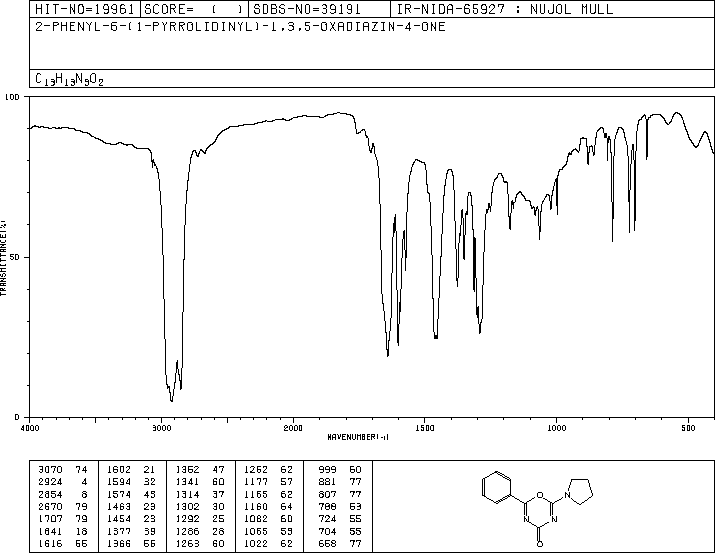 HIT-NO=19961 SCORE= ( ) SDBS-NO=39191 IR-NIDA-65927 : NUJOL MULL
2-PHENYL-6-(1-PYRROLIDINYL)-1,3,5-OXADIAZIN-4-ONE
C13H13N3O2
100
50
0
TRANSMITTANCE(%)
4000 3000 2000 1500 1000 500
WAVENUMBER(-1)
3070 74 1602 21 1352 47 1252 62 999 60
2924 4 1594 32 1341 60 1177 57 881 77
2854 8 1574 45 1314 37 1165 62 807 77
2670 79 1463 23 1302 30 1160 64 788 53
1707 79 1454 23 1292 25 1082 60 724 55
1641 18 1377 39 1286 28 1065 53 704 55
1616 55 1366 55 1263 60 1022 62 658 77
O
N
N
N
O